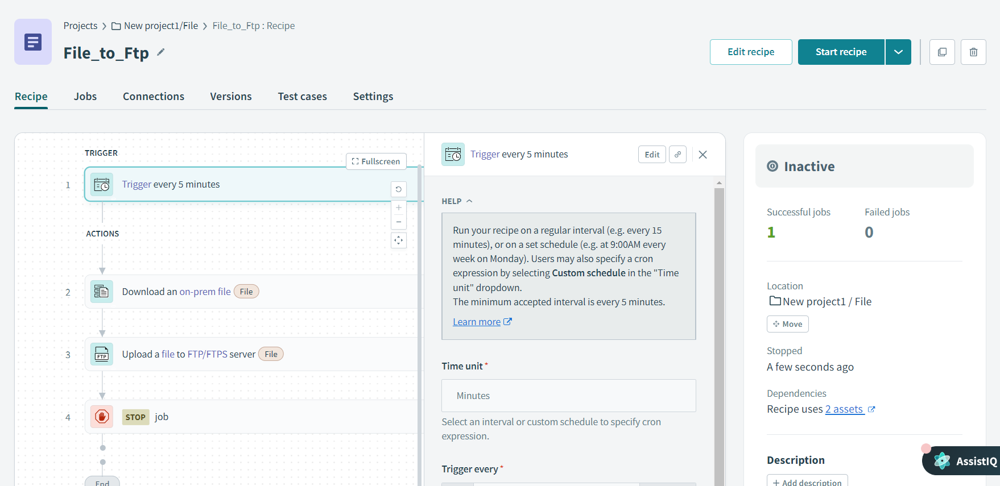 Projects > New project1/File > File_to_Ftp : Recipe
File_to_Ftp
Edit recipe
Start recipe
Recipe
Jobs
Connections
Versions
Test cases
Settings
TRIGGER
Fullscreen
1
Trigger every 5 minutes
ACTIONS
2
Download an on-prem file File
3
Upload a file to FTP/FTPS server File
FTP
4
STOP job
End
Trigger every 5 minutes
Edit
HELP
Run your recipe on a regular interval (e.g. every 15
minutes), or on a set schedule (e.g. at 9:00AM every
week on Monday). Users may also specify a cron
expression by selecting Custom schedule in the "Time
unit" dropdown.
The minimum accepted interval is every 5 minutes.
Learn more
Time unit*
Minutes
Select an interval or custom schedule to specify cron
expression.
Trigger every*
Inactive
Successful jobs
1
Failed jobs
0
Location
New project1 / File
Move
Stopped
A few seconds ago
Dependencies
Recipe uses 2 assets
Description
+ Add description
AssistIQ